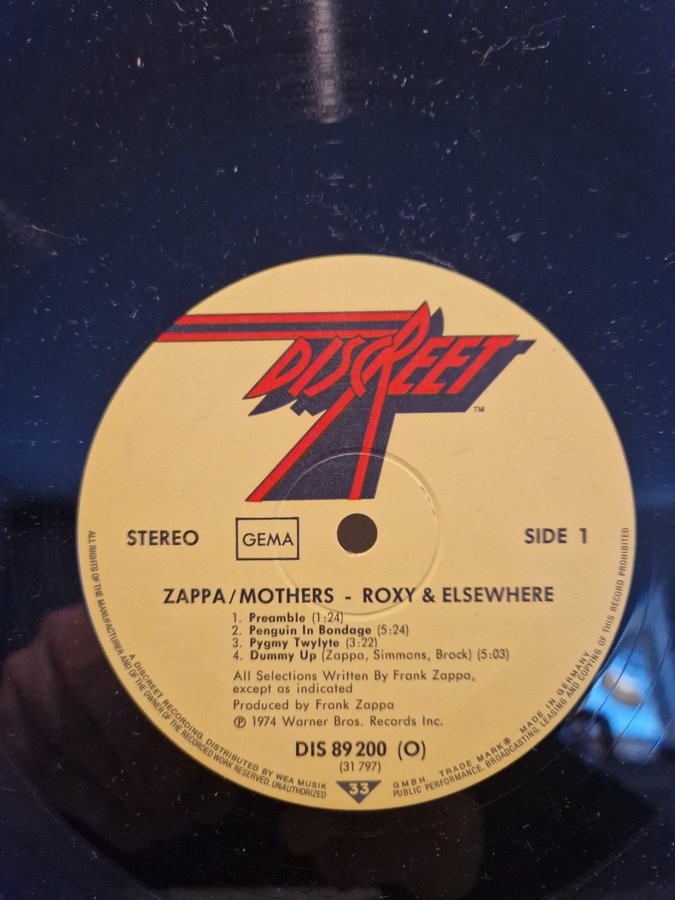 DISCREET
TM
STEREO
GEMA
SIDE 1
ZAPPA/MOTHERS - ROXY & ELSEWHERE
1. Preamble (1:24)
2. Penguin In Bondage (5:24)
3. Pygmy Twylyte (3:22)
4. Dummy Up (Zappa, Simmons, Brock) (5:03)
All Selections Written By Frank Zappa,
except as indicated
Produced by Frank Zappa
℗ 1974 Warner Bros. Records Inc.
DIS 89 200 (O)
(31 797)
33
A DISCREET RECORDING, DISTRIBUTED BY WEA MUSIK GMBH. TRADE MARK® MADE IN GERMANY
ALL RIGHTS OF THE MANUFACTURER AND OF THE OWNER OF THE RECORDED WORK RESERVED. UNAUTHORIZED PUBLIC PERFORMANCE, BROADCASTING, LEASING AND COPYING OF THIS RECORD PROHIBITED